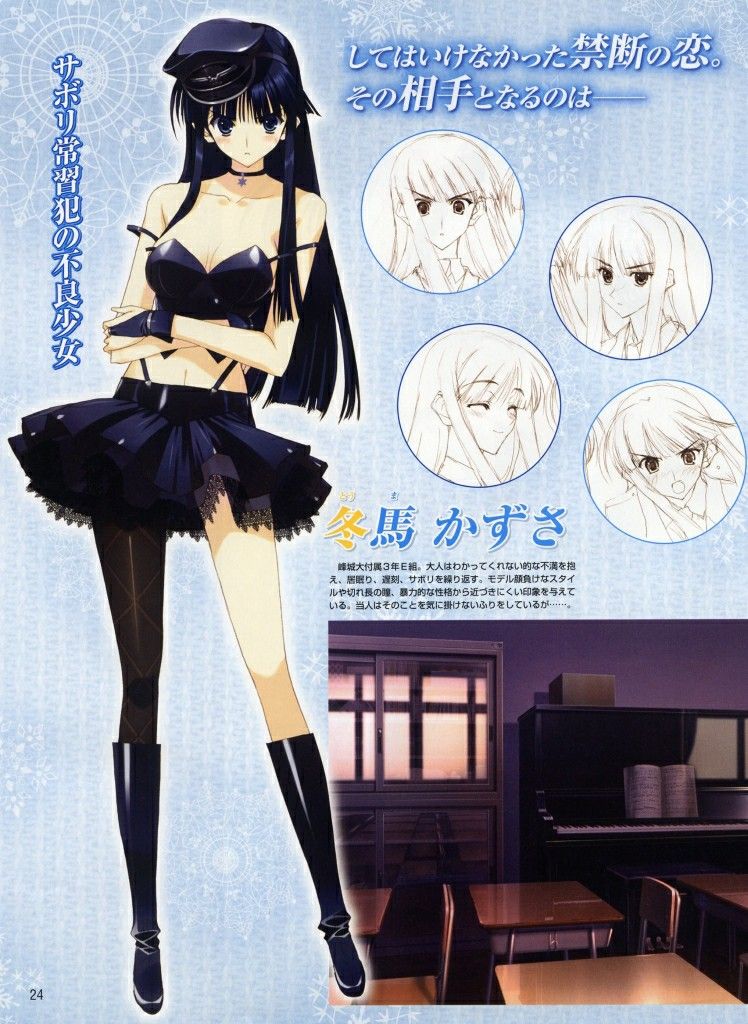 してはいけなかった禁断の恋。
その相手となるのは――
サボリ常習犯の不良少女
とうま
冬馬 かずさ
峰城大付属3年E組。大人はわかってくれない的な不満を抱
え、居眠り、遅刻、サボリを繰り返す。モデル顔負けなスタイ
ルや切れ長の瞳、暴力的な性格から近づきにくい印象を与えて
いる。当人はそのことを気に掛けないふりをしているが……。
24